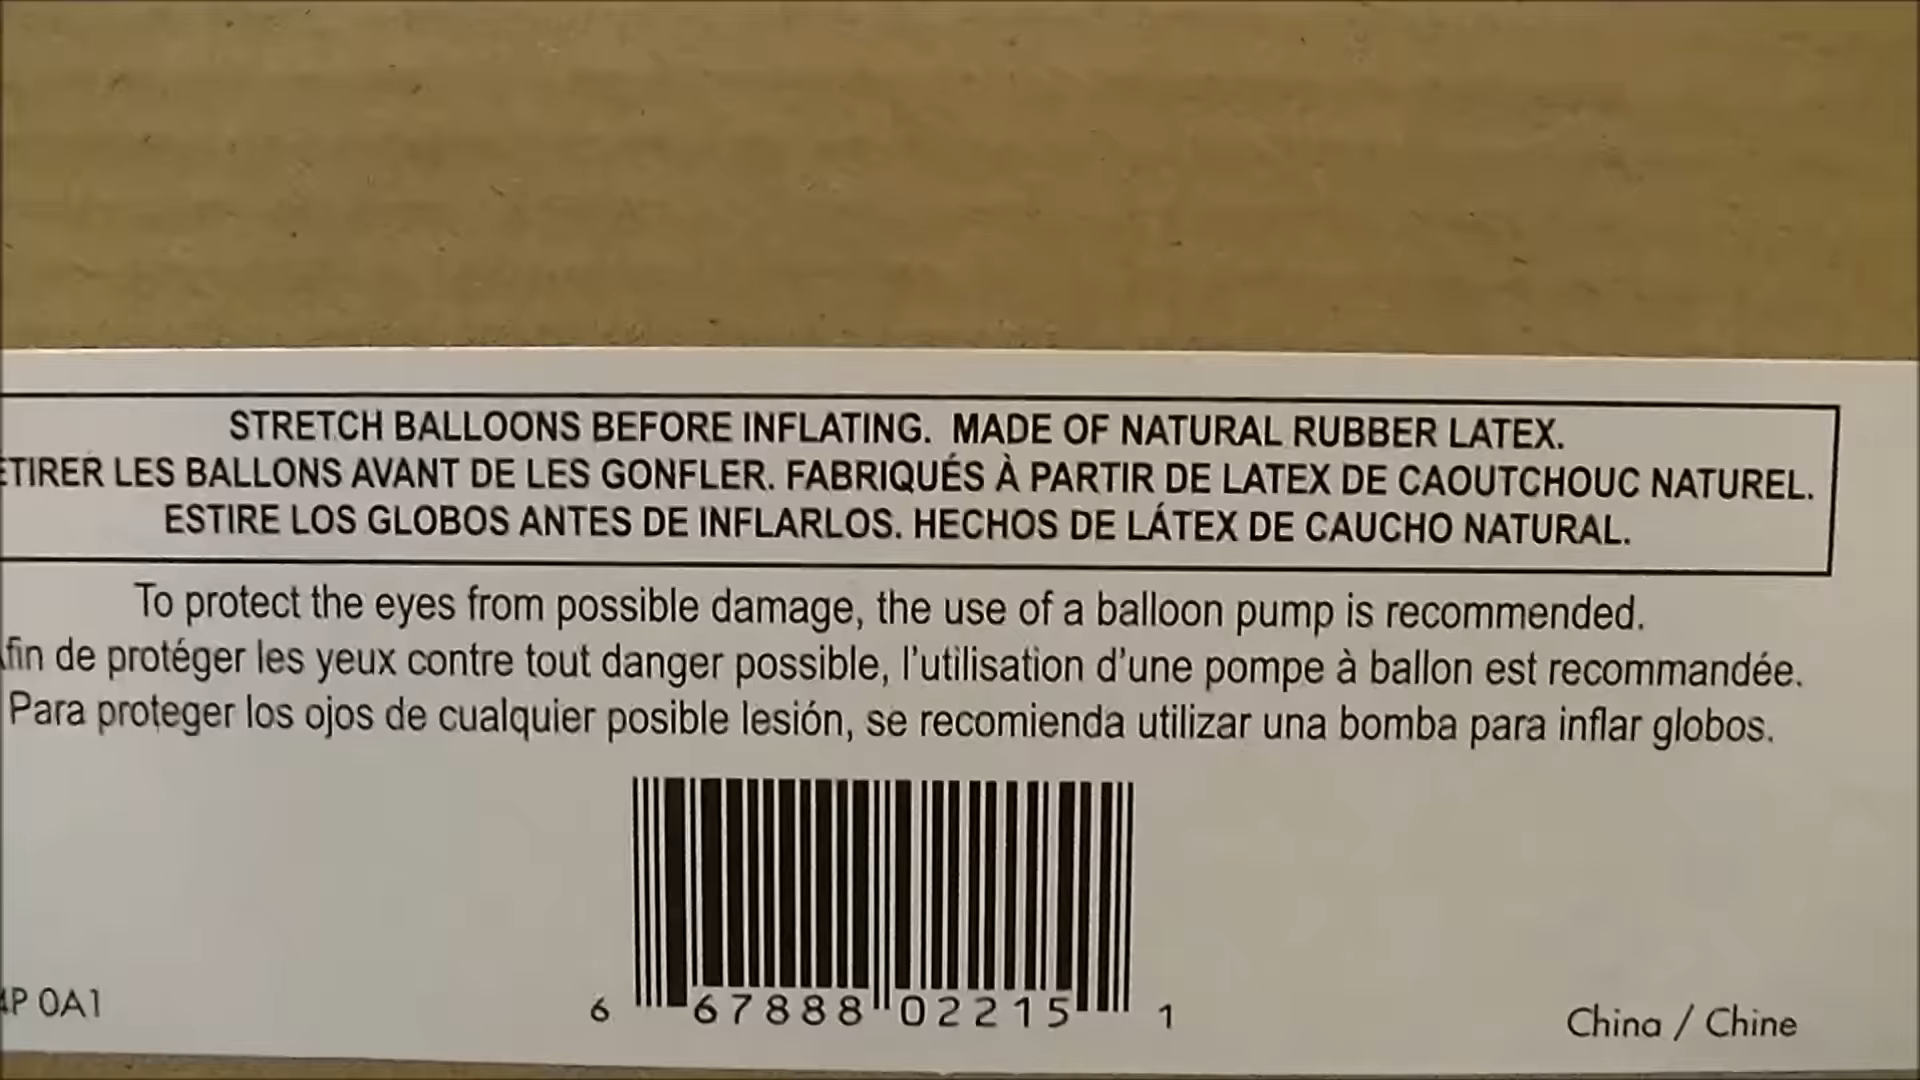 STRETCH BALLOONS BEFORE INFLATING. MADE OF NATURAL RUBBER LATEX.
ÉTIRER LES BALLONS AVANT DE LES GONFLER. FABRIQUÉS À PARTIR DE LATEX DE CAOUTCHOUC NATUREL.
ESTIRE LOS GLOBOS ANTES DE INFLARLOS. HECHOS DE LÁTEX DE CAUCHO NATURAL.
To protect the eyes from possible damage, the use of a balloon pump is recommended.
Afin de protéger les yeux contre tout danger possible, l'utilisation d'une pompe à ballon est recommandée.
Para proteger los ojos de cualquier posible lesión, se recomienda utilizar una bomba para inflar globos.
6 67888 02215 1
0A1
China / Chine